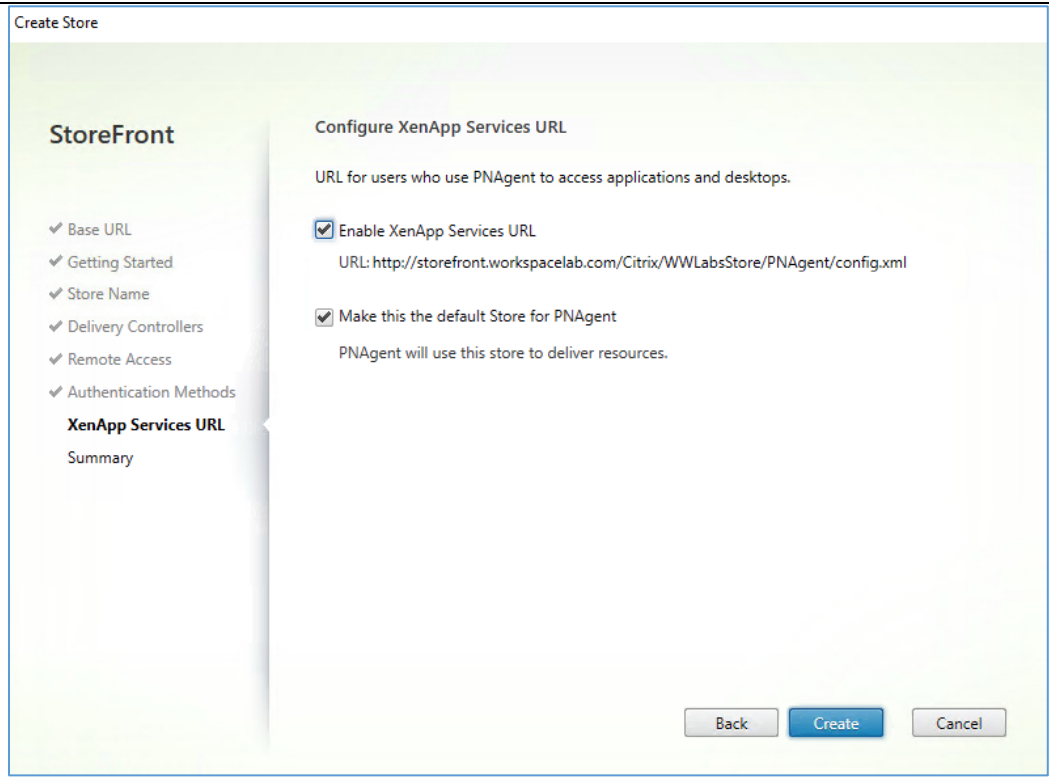 Create Store
StoreFront
Base URL
Getting Started
Store Name
Delivery Controllers
Remote Access
Authentication Methods
XenApp Services URL
Summary
Configure XenApp Services URL
URL for users who use PNAgent to access applications and desktops.
Enable XenApp Services URL
URL: http://storefront.workspacelab.com/Citrix/WWLabsStore/PNAgent/config.xml
Make this the default Store for PNAgent
PNAgent will use this store to deliver resources.
Back
Create
Cancel